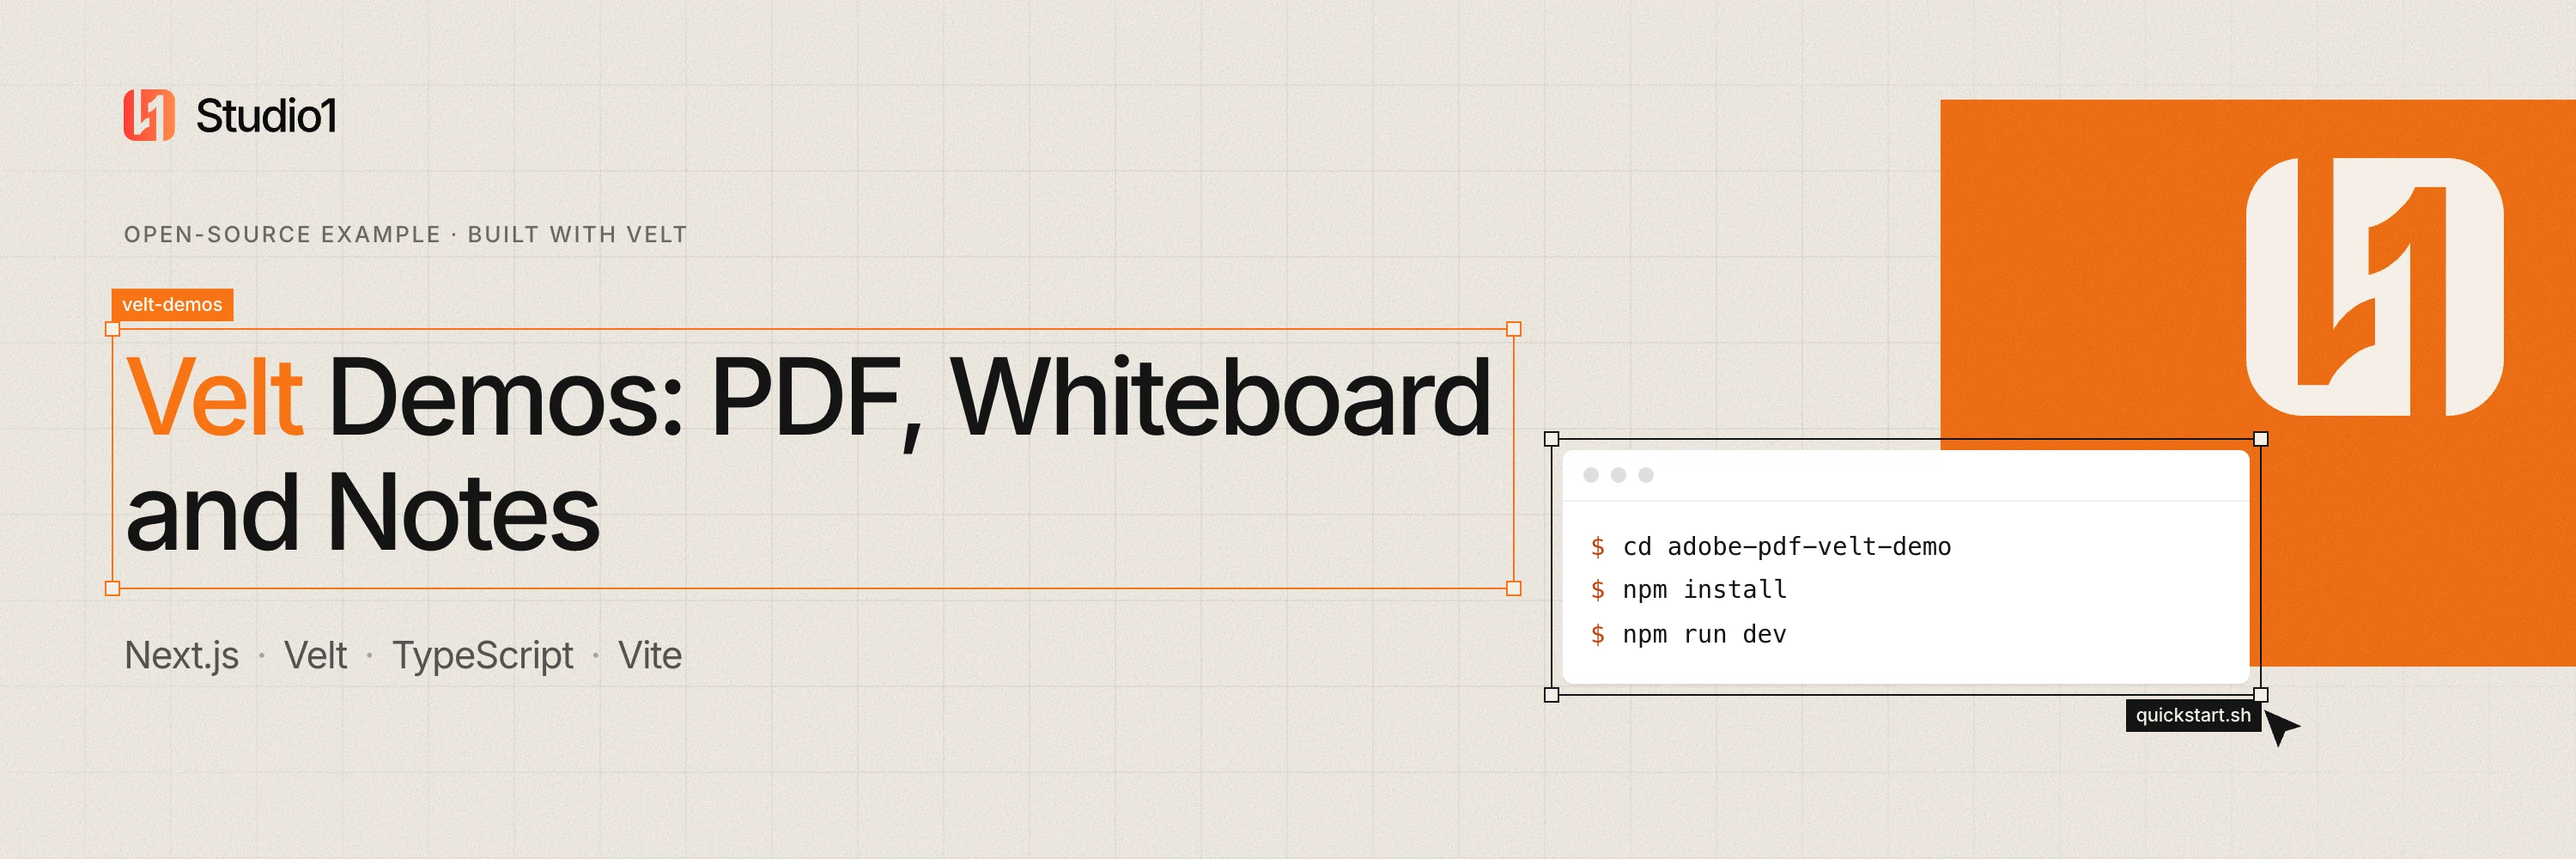 Studio1
OPEN-SOURCE EXAMPLE · BUILT WITH VELT
velt-demos
Velt Demos: PDF, Whiteboard
and Notes
Next.js · Velt · TypeScript · Vite
$ cd adobe-pdf-velt-demo
$ npm install
$ npm run dev
quickstart.sh